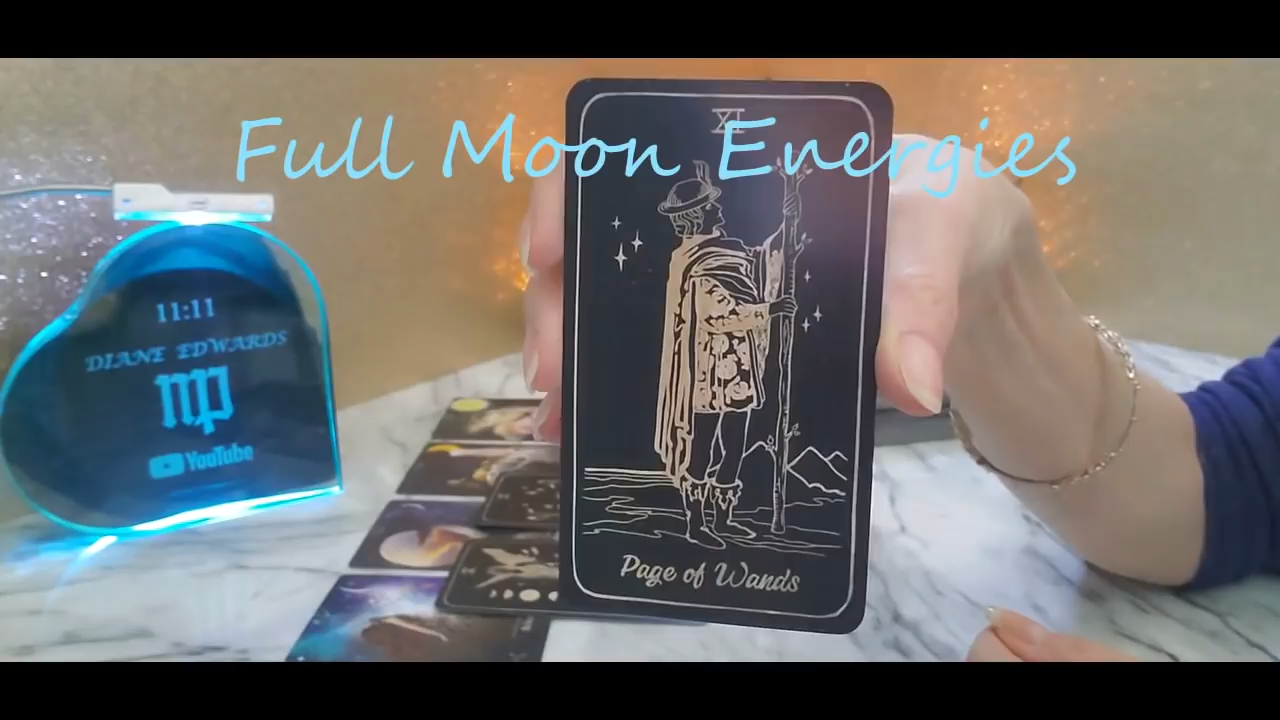 Full Moon Energies
XI
11:11
DIANE EDWARDS
YouTube
Page of Wands